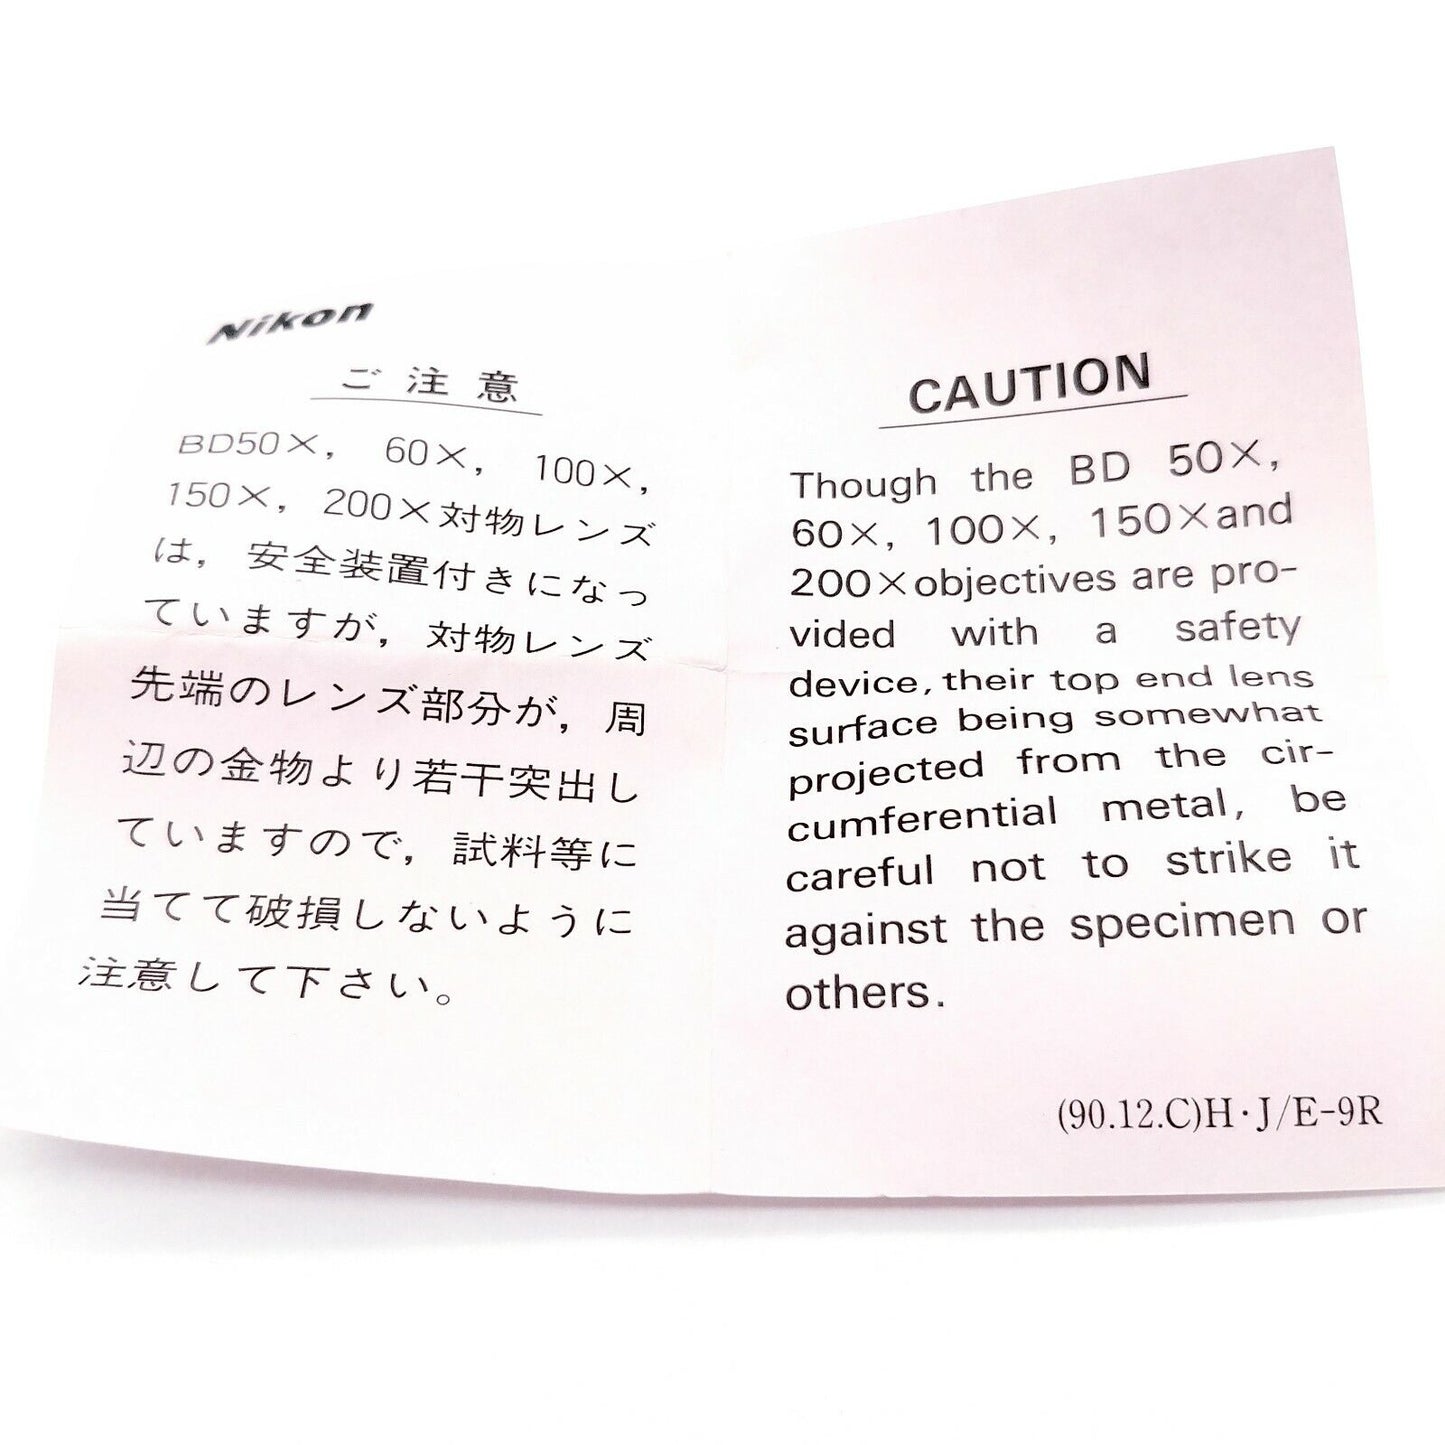 Nikon
ご注意
BD50×, 60×, 100×,
150×, 200×対物レンズ
は, 安全装置付きになっ
ていますが, 対物レンズ
先端のレンズ部分が, 周
辺の金物より若干突出し
ていますので, 試料等に
当てて破損しないように
注意して下さい。
CAUTION
Though the BD 50×,
60×, 100×, 150×and
200×objectives are pro-
vided with a safety
device, their top end lens
surface being somewhat
projected from the cir-
cumferential metal, be
careful not to strike it
against the specimen or
others.
(90.12.C)H·J/E-9R